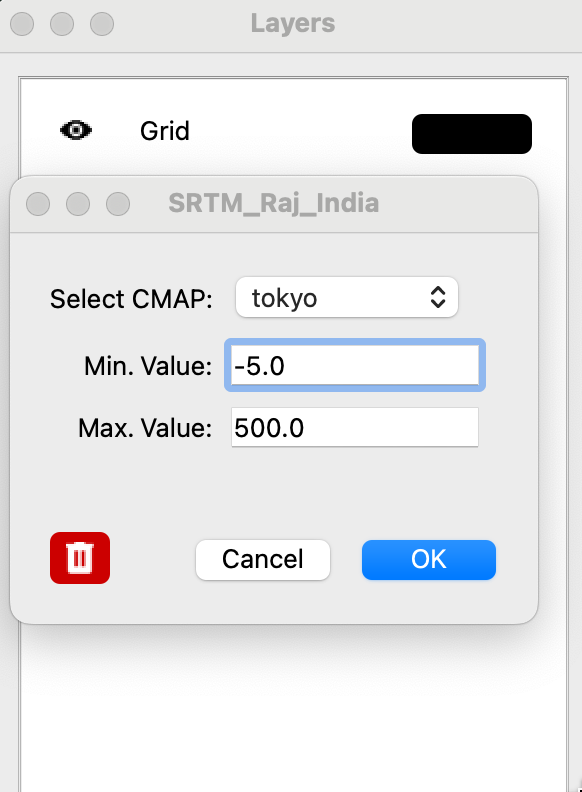 Layers
Grid
SRTM_Raj_India
Select CMAP: tokyo
Min. Value: -5.0
Max. Value: 500.0
Cancel OK